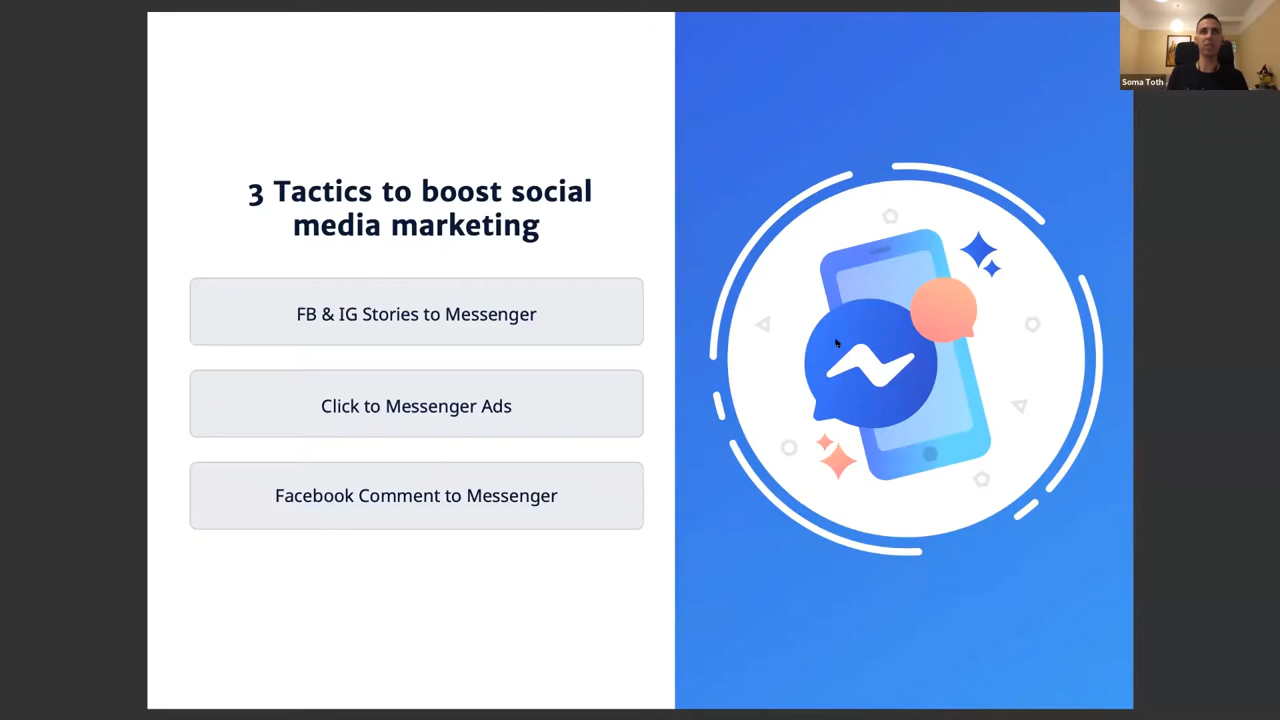 3 Tactics to boost social
media marketing
FB & IG Stories to Messenger
Click to Messenger Ads
Facebook Comment to Messenger
Soma Toth